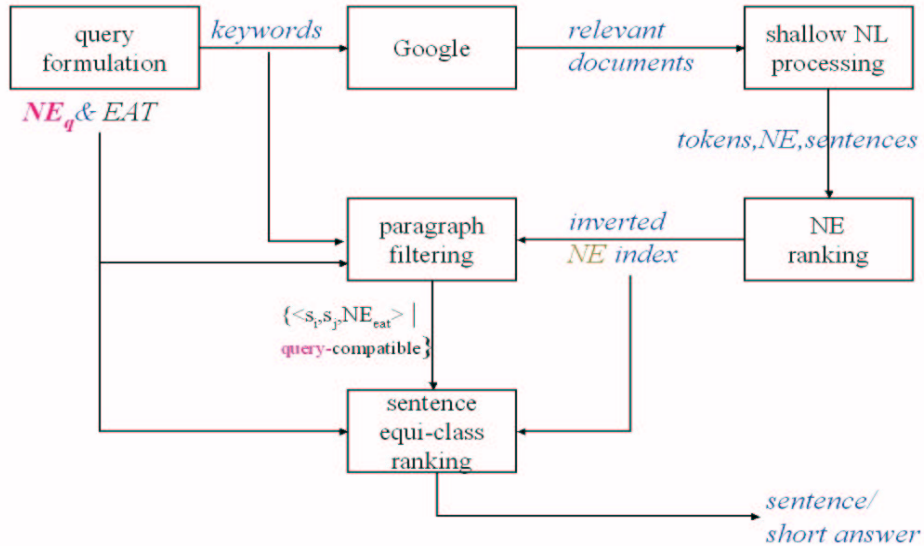 query
formulation
keywords
Google
relevant
documents
shallow NL
processing
NEq & EAT
tokens,NE,sentences
paragraph
filtering
inverted
NE index
NE
ranking
{<si,sj,NEeat> |
query-compatible}
sentence
equi-class
ranking
sentence/
short answer